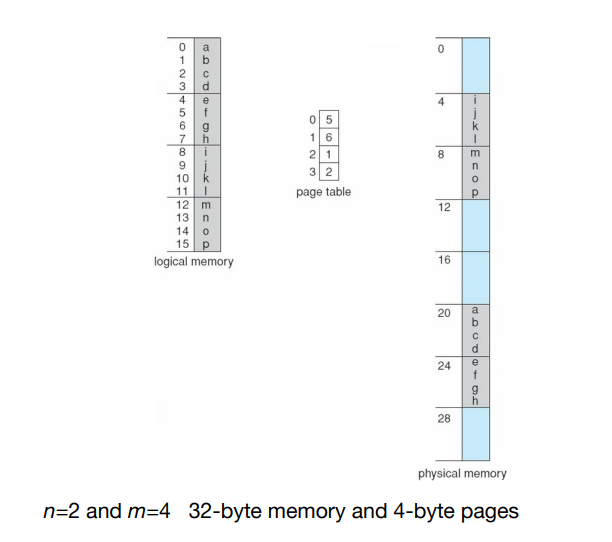 0 a
1 b
2 c
3 d
4 e
5 f
6 g
7 h
8 i
9 j
10 k
11 l
12 m
13 n
14 o
15 p
logical memory
0 5
1 6
2 1
3 2
page table
0
4 i
j
k
l
8 m
n
o
p
12
16
20 a
b
c
d
24 e
f
g
h
28
physical memory
n=2 and m=4 32-byte memory and 4-byte pages